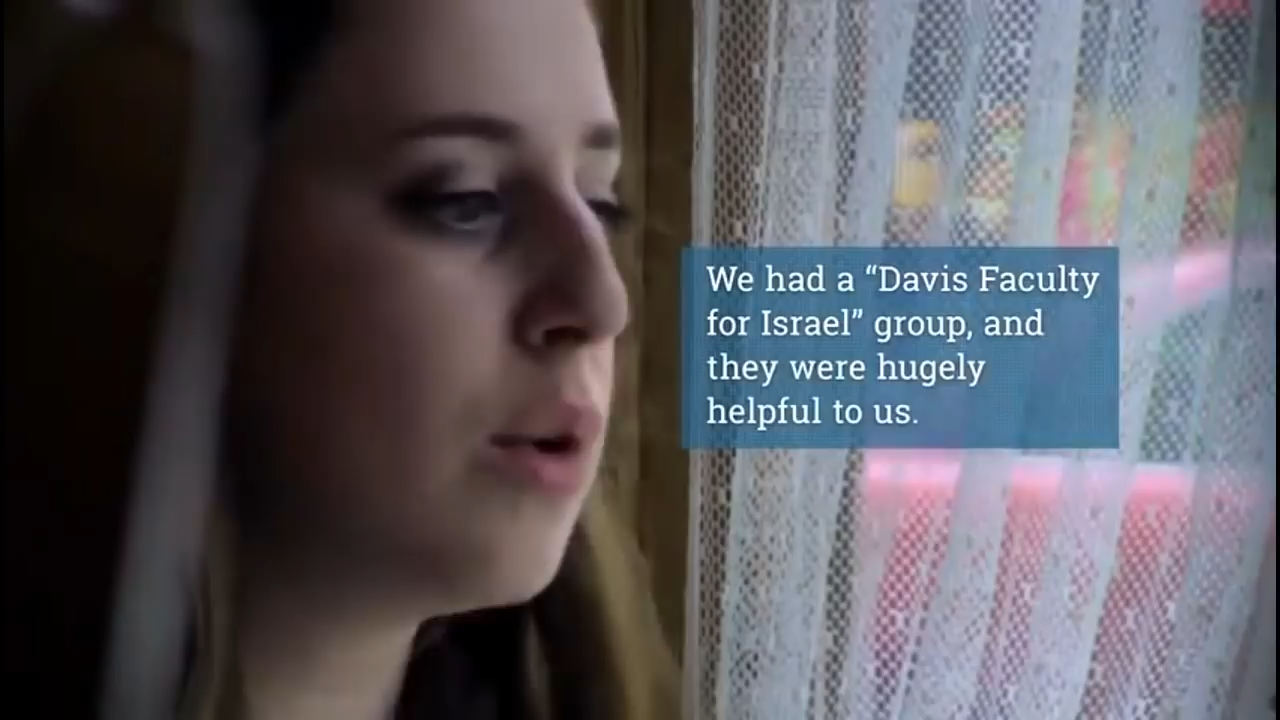 We had a “Davis Faculty
for Israel” group, and
they were hugely
helpful to us.